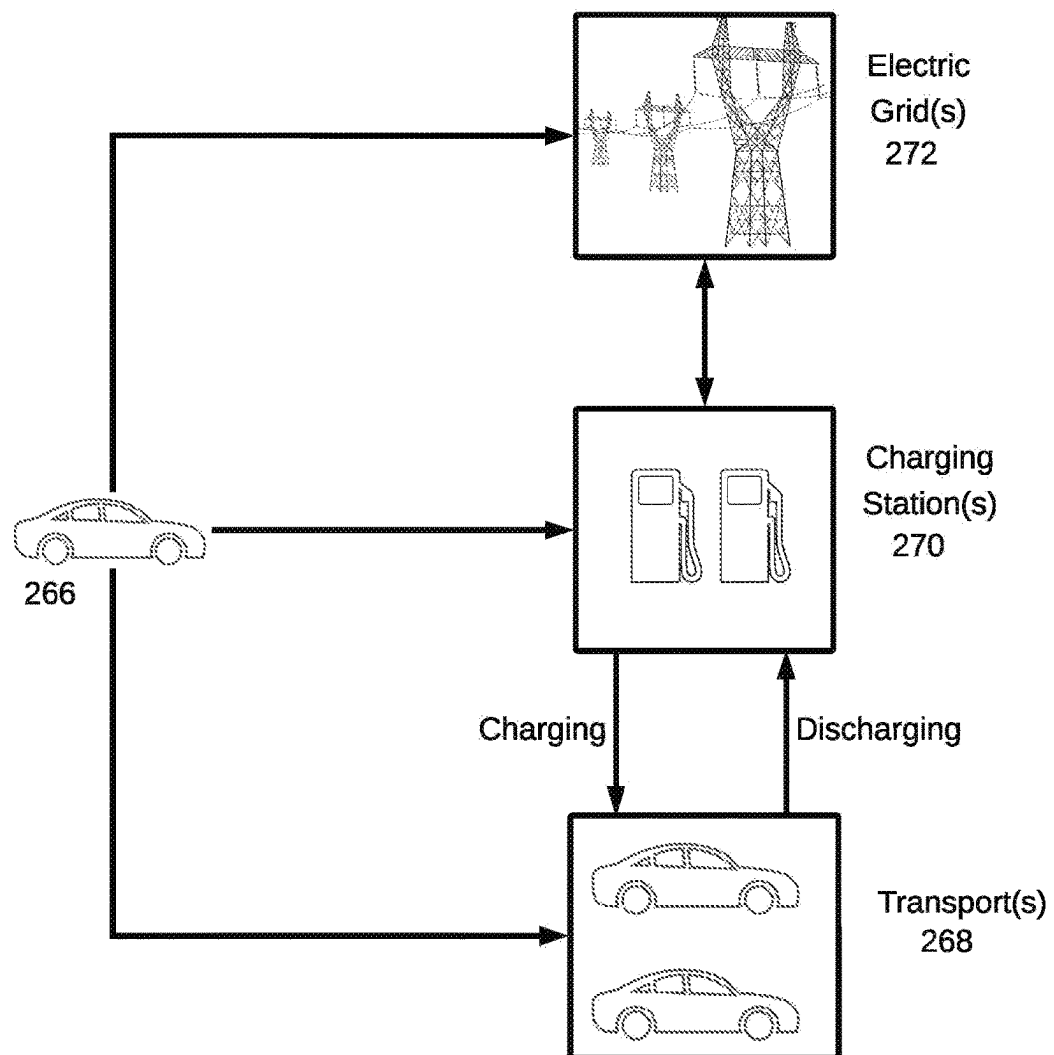 Electric
Grid(s)
272
Charging
Station(s)
270
266
Charging
Discharging
Transport(s)
268